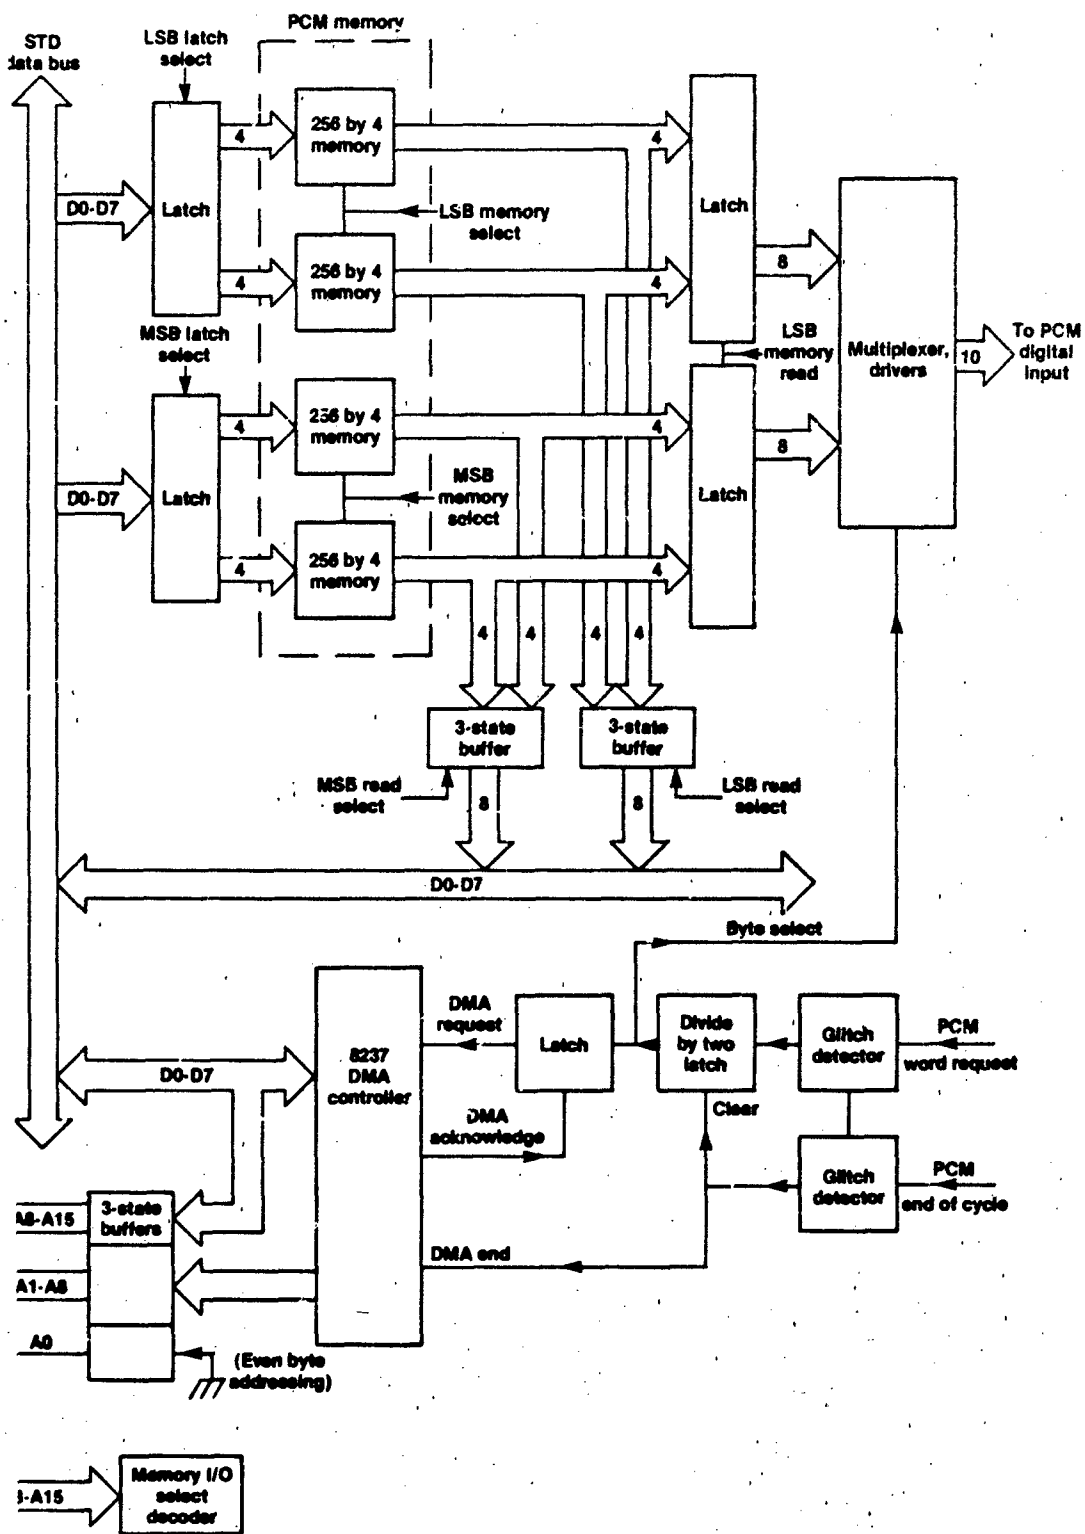 PCM memory
STD
data bus
LSB latch
select
4
256 by 4
memory
4
D0-D7
Latch
LSB memory
select
Latch
4
256 by 4
memory
4
8
MSB latch
select
LSB
memory
read
Multiplexer,
drivers
10
To PCM
digital
input
4
256 by 4
memory
4
8
D0-D7
Latch
MSB
memory
select
Latch
4
256 by 4
memory
4
4
4
4
4
3-state
buffer
3-state
buffer
MSB read
select
8
8
LSB read
select
D0-D7
Byte select
DMA
request
Latch
Divide
by two
latch
Glitch
detector
PCM
word request
D0-D7
8237
DMA
controller
DMA
acknowledge
Clear
Glitch
detector
PCM
end of cycle
A8-A15
3-state
buffers
DMA end
A1-A8
A0
(Even byte
addressing)
-A15
Memory I/O
select
decoder